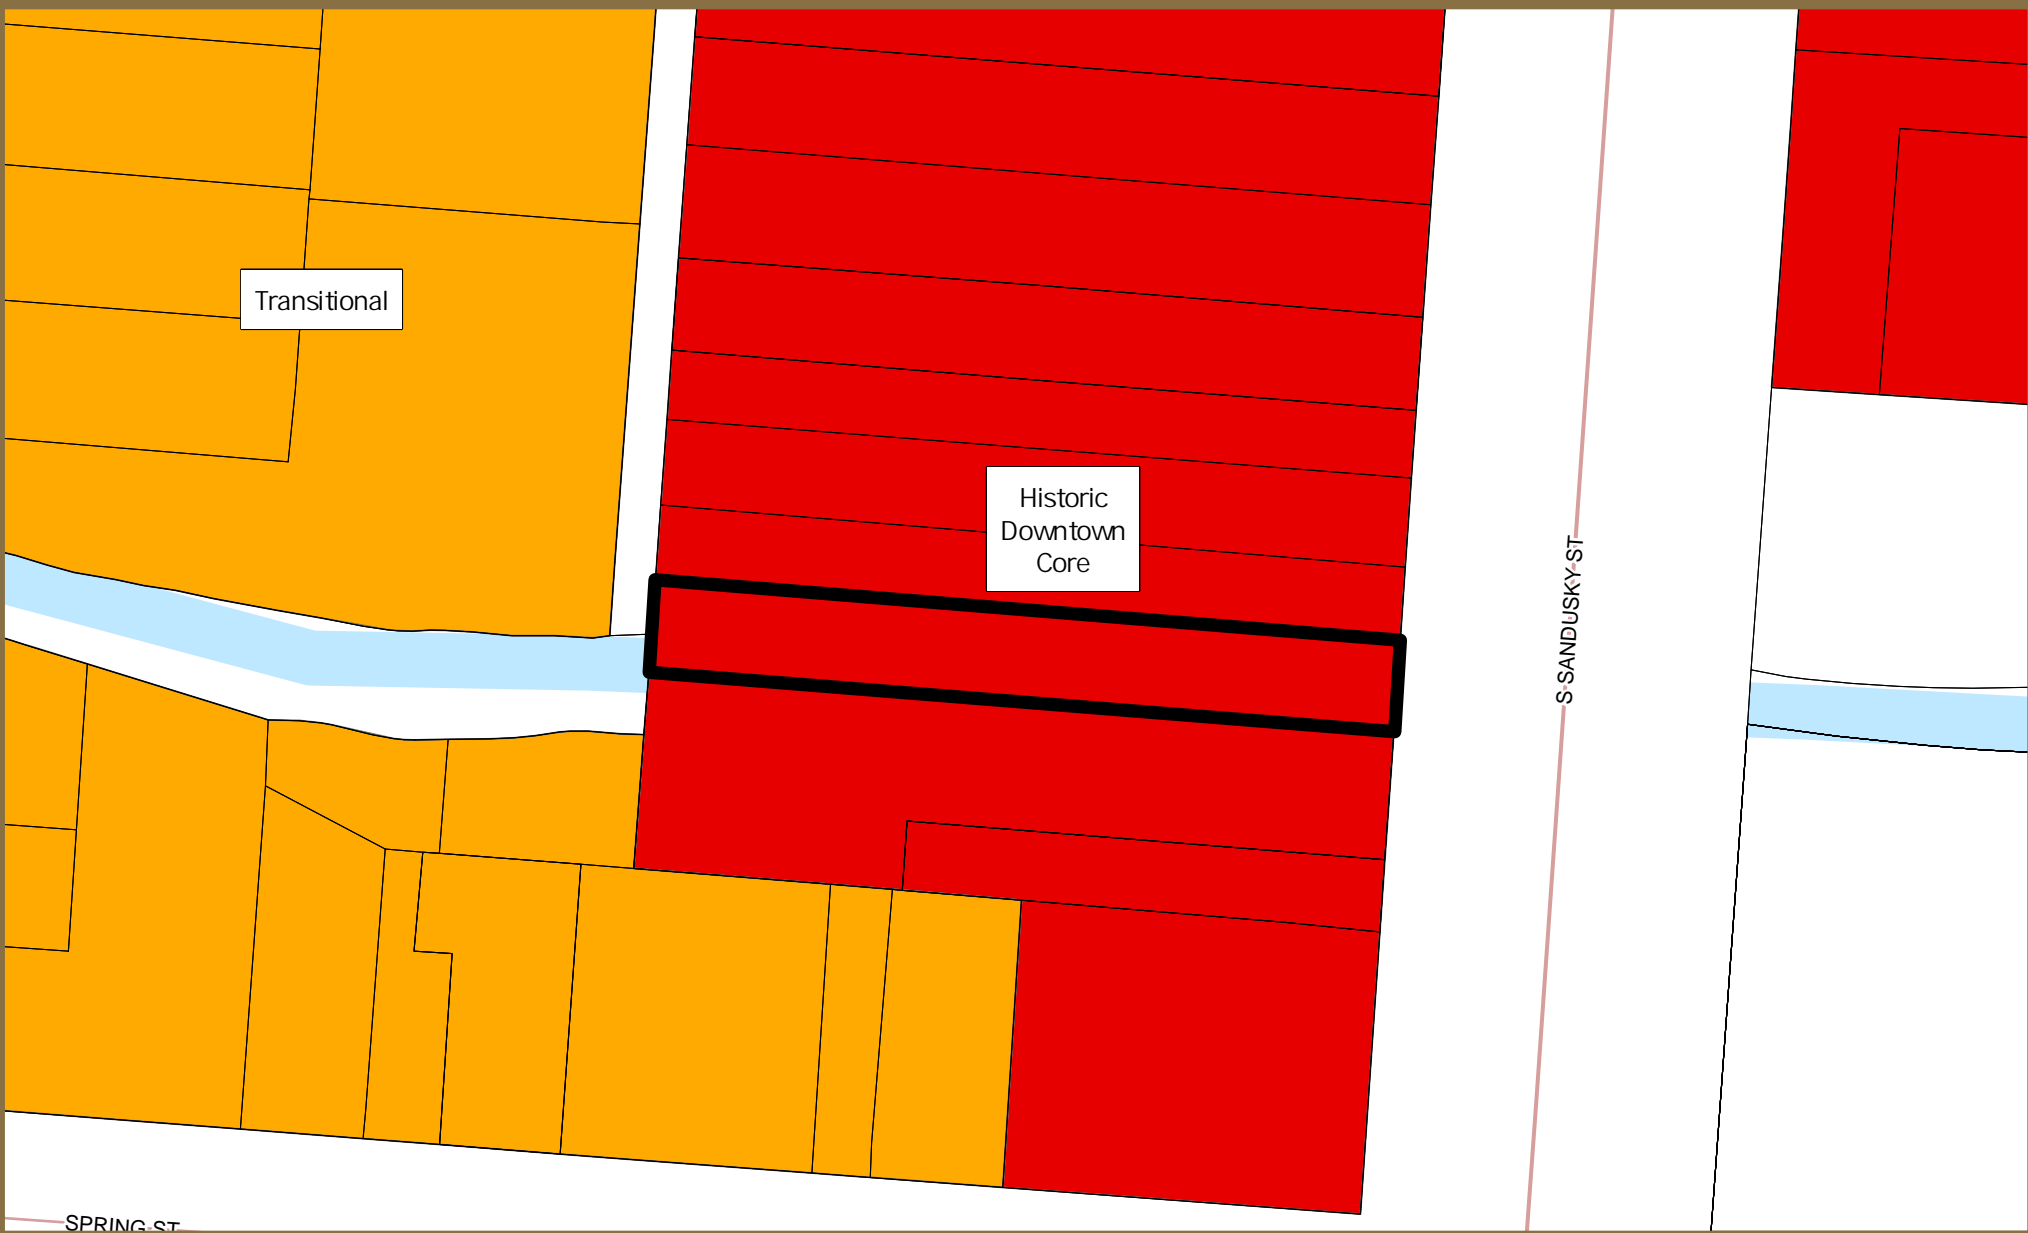 Transitional
Historic
Downtown
Core
S SANDUSKY ST
SPRING ST